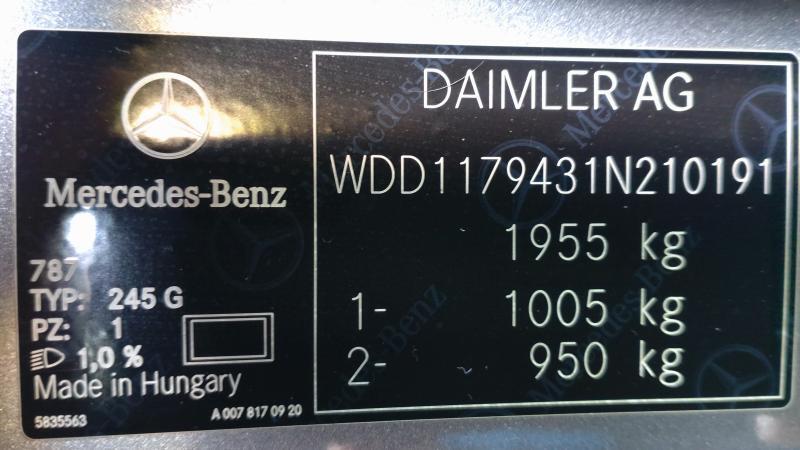 Mercedes-Benz
787
TYP: 245 G
PZ: 1
1,0 %
Made in Hungary
5835563 A 007 817 09 20
DAIMLER AG
WDD1179431N210191
1955 kg
1- 1005 kg
2- 950 kg